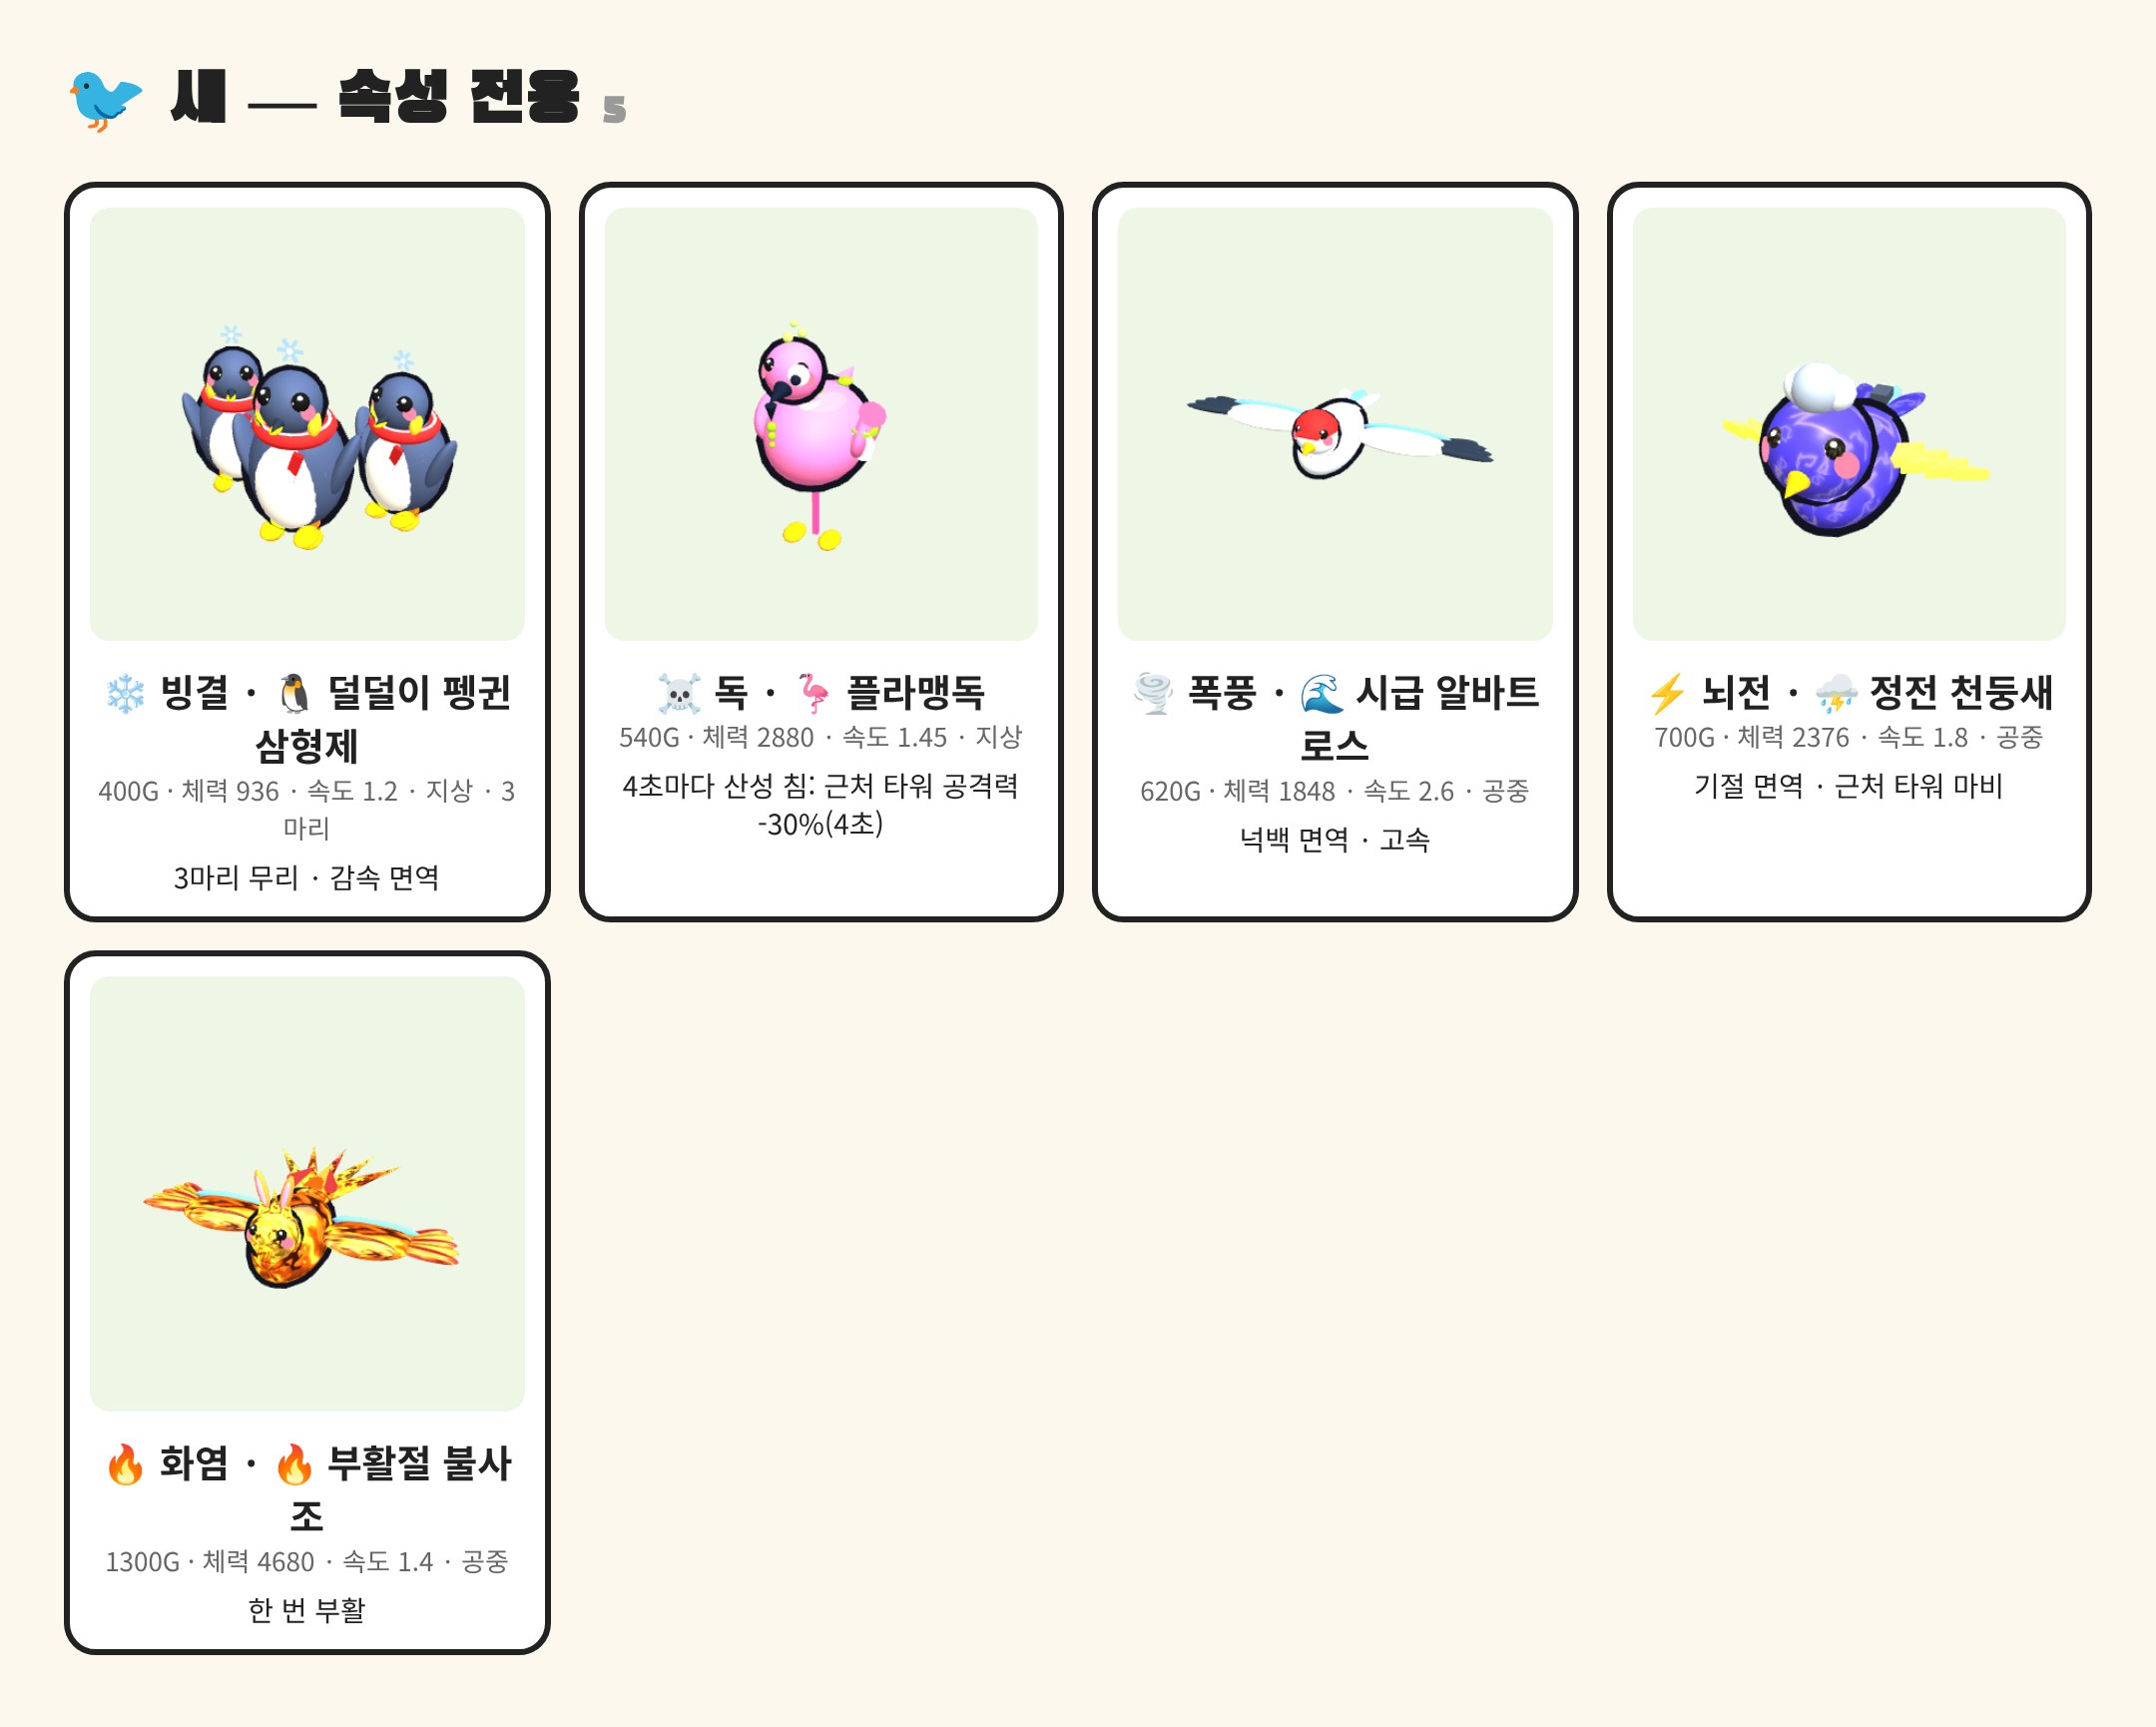 새 — 속성 전용 5
❄️ 빙결 · 🐧 덜덜이 펭귄
삼형제
400G · 체력 936 · 속도 1.2 · 지상 · 3
마리
3마리 무리 · 감속 면역
☠️ 독 · 🦩 플라맹독
540G · 체력 2880 · 속도 1.45 · 지상
4초마다 산성 침: 근처 타워 공격력
-30%(4초)
🌪️ 폭풍 · 🌊 시급 알바트
로스
620G · 체력 1848 · 속도 2.6 · 공중
넉백 면역 · 고속
⚡ 뇌전 · ⛈️ 정전 천둥새
700G · 체력 2376 · 속도 1.8 · 공중
기절 면역 · 근처 타워 마비
🔥 화염 · 🔥 부활절 불사
조
1300G · 체력 4680 · 속도 1.4 · 공중
한 번 부활